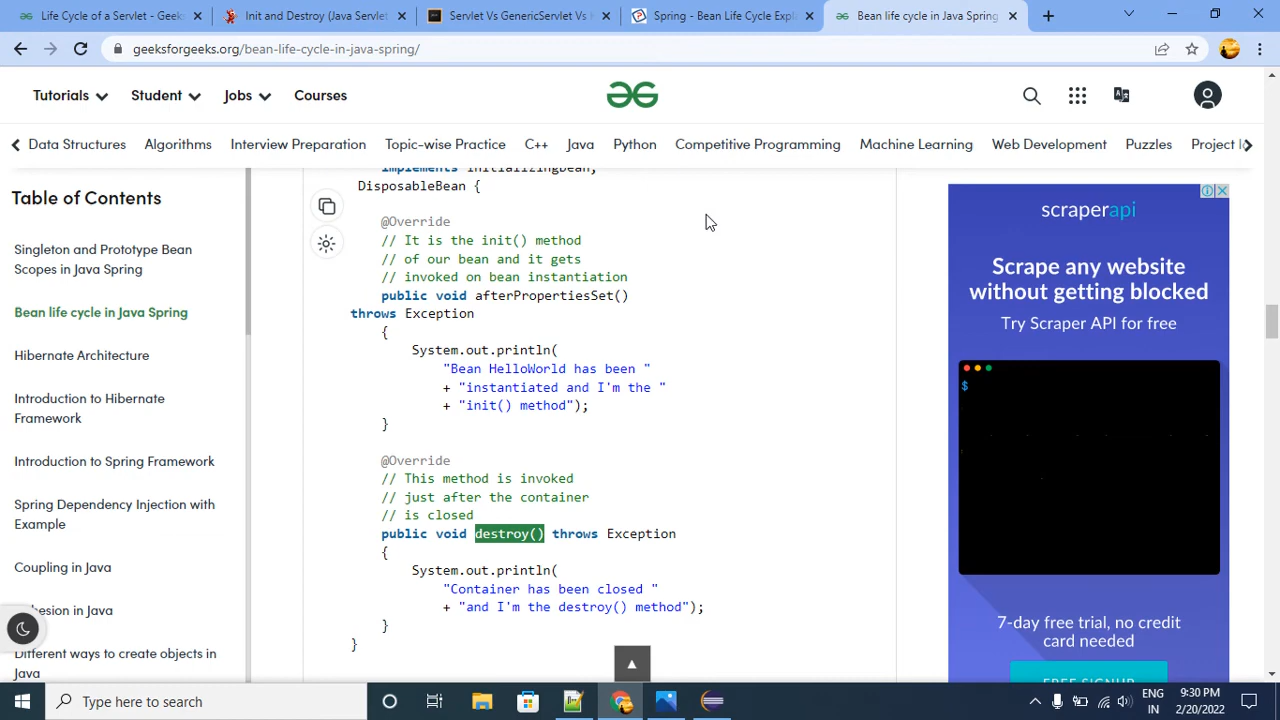 Life Cycle of a Servlet - Geeks
Init and Destroy (Java Servlet
Servlet Vs GenericServlet Vs
Spring - Bean Life Cycle Expl
Bean life cycle in Java Spring
geeksforgeeks.org/bean-life-cycle-in-java-spring/
Tutorials
Student
Jobs
Courses
Data Structures
Algorithms
Interview Preparation
Topic-wise Practice
C++
Java
Python
Competitive Programming
Machine Learning
Web Development
Puzzles
Project
Table of Contents
Singleton and Prototype Bean
Scopes in Java Spring
Bean life cycle in Java Spring
Hibernate Architecture
Introduction to Hibernate
Framework
Introduction to Spring Framework
Spring Dependency Injection with
Example
Coupling in Java
in Java
Different ways to create objects in
Java
implements InitializingBean,
DisposableBean {
@Override
// It is the init() method
// of our bean and it gets
// invoked on bean instantiation
public void afterPropertiesSet()
throws Exception
{
System.out.println(
"Bean HelloWorld has been "
+ "instantiated and I'm the "
+ "init() method");
}
@Override
// This method is invoked
// just after the container
// is closed
public void destroy() throws Exception
{
System.out.println(
"Container has been closed "
+ "and I'm the destroy() method");
}
}
scraperapi
Scrape any website
without getting blocked
Try Scraper API for free
$
7-day free trial, no credit
card needed
FREE SIGNUP
Type here to search
ENG
IN
9:30 PM
2/20/2022